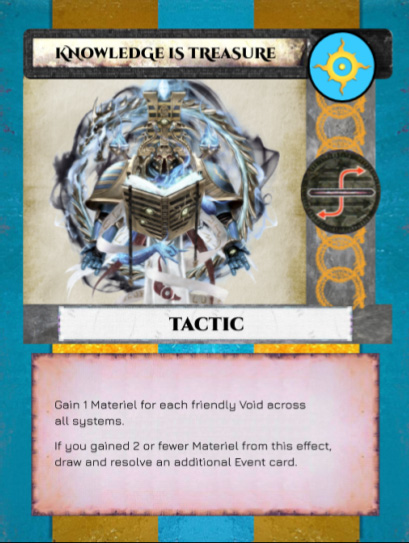 Knowledge is Treasure
TACTIC
Gain 1 Materiel for each friendly Void across
all systems.
If you gained 2 or fewer Materiel from this effect,
draw and resolve an additional Event card.